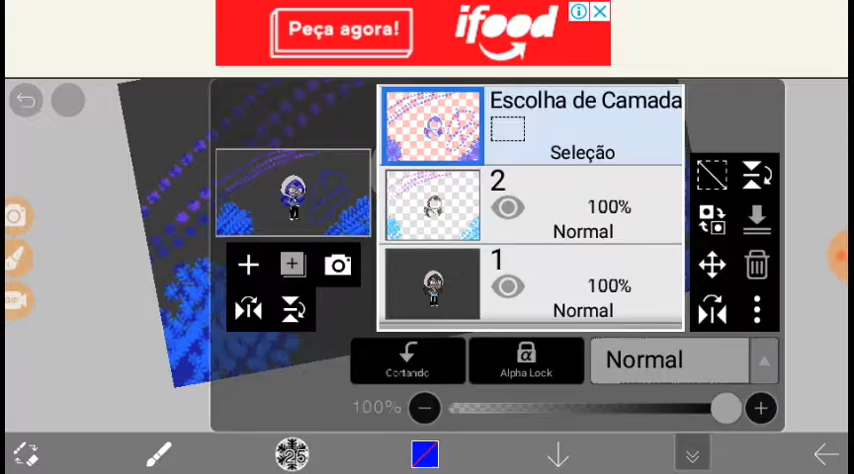 Peça agora!
ifood
Escolha de Camada
Seleção
2
100%
Normal
1
100%
Normal
Cortando
α
Alpha Lock
Normal
100%
25